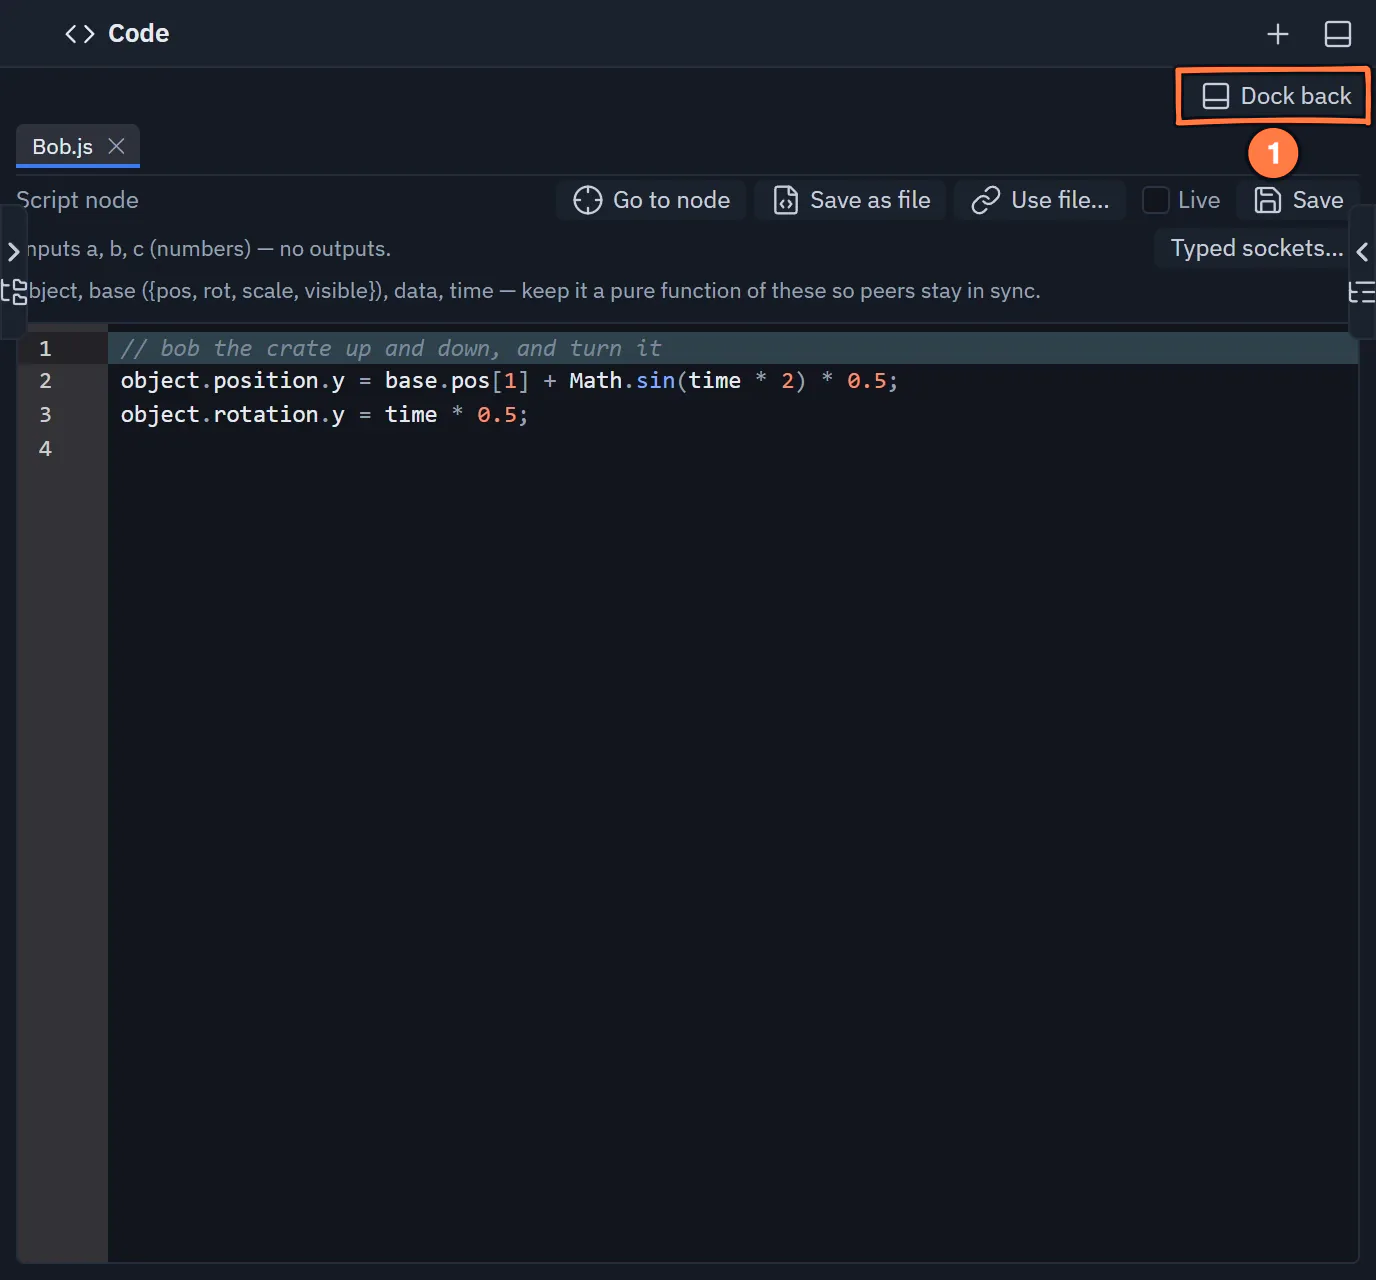 Code
Dock back
1
Bob.js
Script node
Go to node
Save as file
Use file...
Live
Save
nputs a, b, c (numbers) — no outputs.
Typed sockets...
bject, base ({pos, rot, scale, visible}), data, time — keep it a pure function of these so peers stay in sync.
1 // bob the crate up and down, and turn it
2 object.position.y = base.pos[1] + Math.sin(time * 2) * 0.5;
3 object.rotation.y = time * 0.5;
4